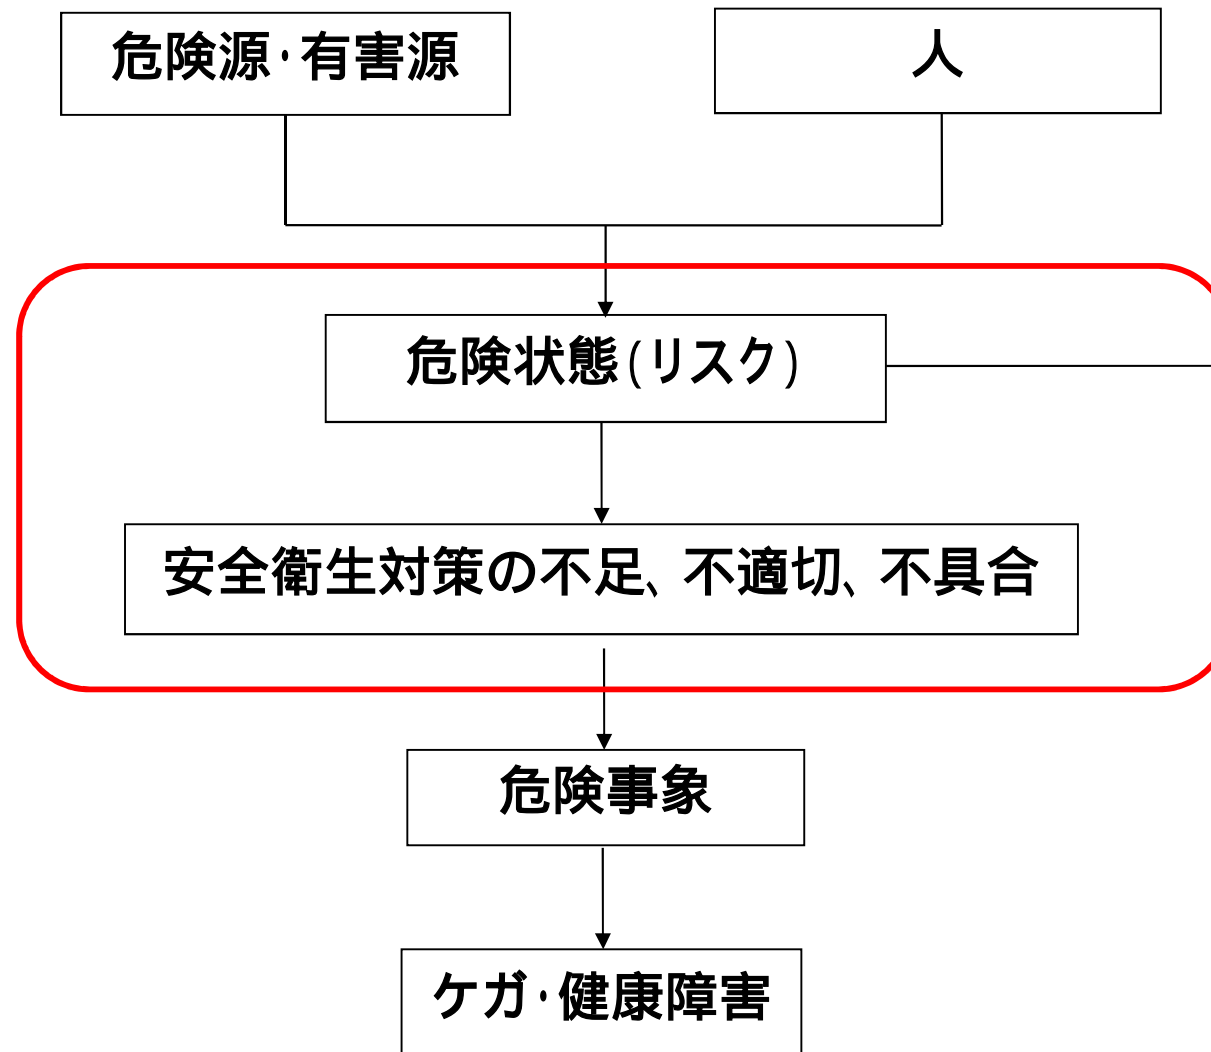 危険源・有害源
人
危険状態(リスク)
安全衛生対策の不足、不適切、不具合
危険事象
ケガ・健康障害